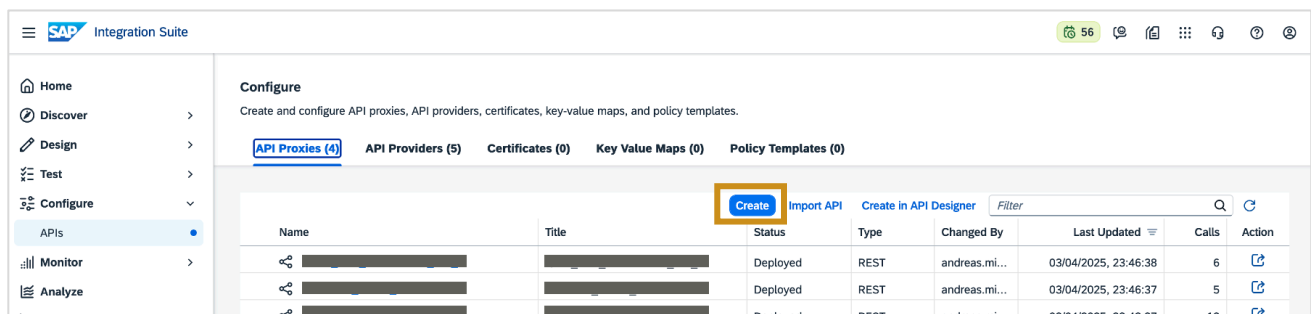 SAP Integration Suite 56
Home
Discover
Design
Test
Configure
APIs
Monitor
Analyze
Configure
Create and configure API proxies, API providers, certificates, key-value maps, and policy templates.
API Proxies (4) API Providers (5) Certificates (0) Key Value Maps (0) Policy Templates (0)
Create Import API Create in API Designer Filter
Name Title Status Type Changed By Last Updated Calls Action
Deployed REST andreas.mi... 03/04/2025, 23:46:38 6
Deployed REST andreas.mi... 03/04/2025, 23:46:37 5